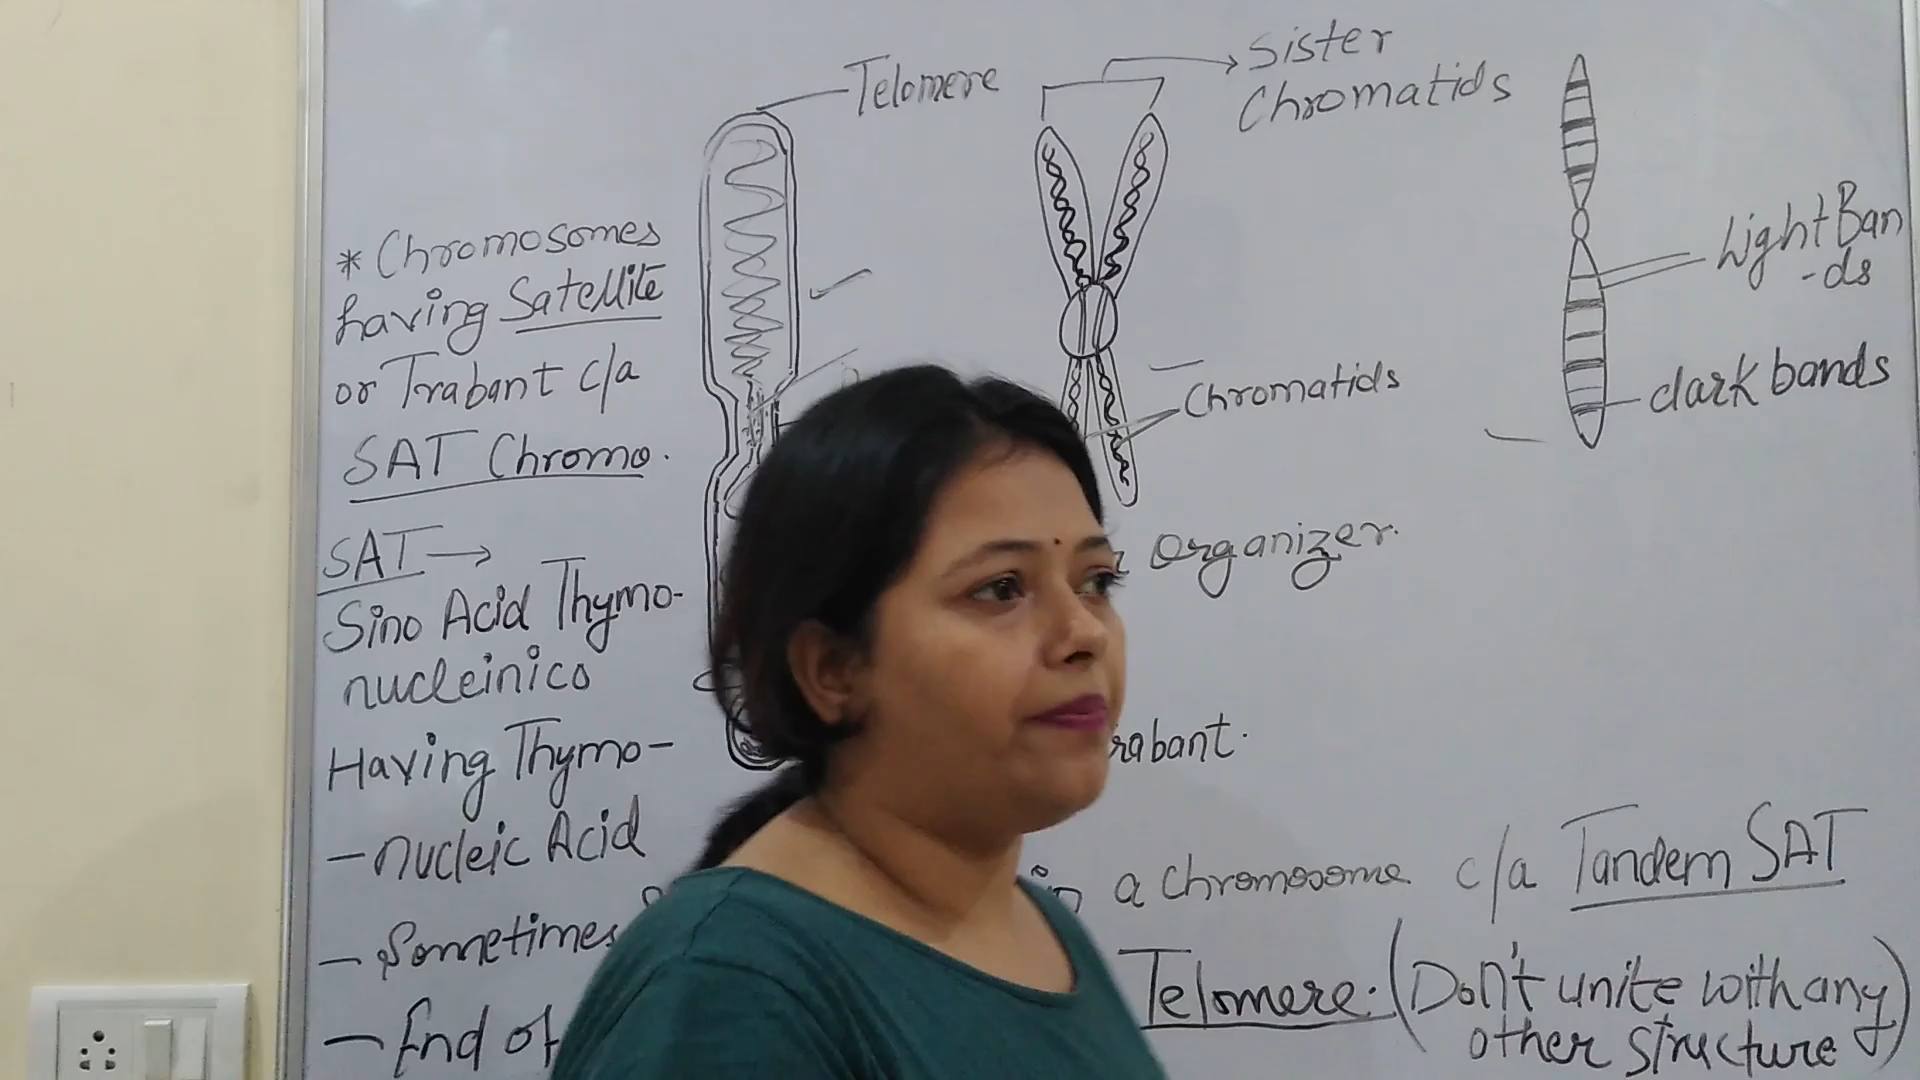 Telomere
Sister
Chromatids
* Chromosomes
having Satellite
or Trabant c/a
SAT Chromo.
SAT →
Sino Acid Thymo-
nucleinico
Having Thymo-
-nucleic Acid
Chromatids
Light Ban
-ds
dark bands
Organizer.
rabant.
- Sometimes in a chromosome c/a Tandem SAT
- End of Telomere. (Don't unite with any
other structure)